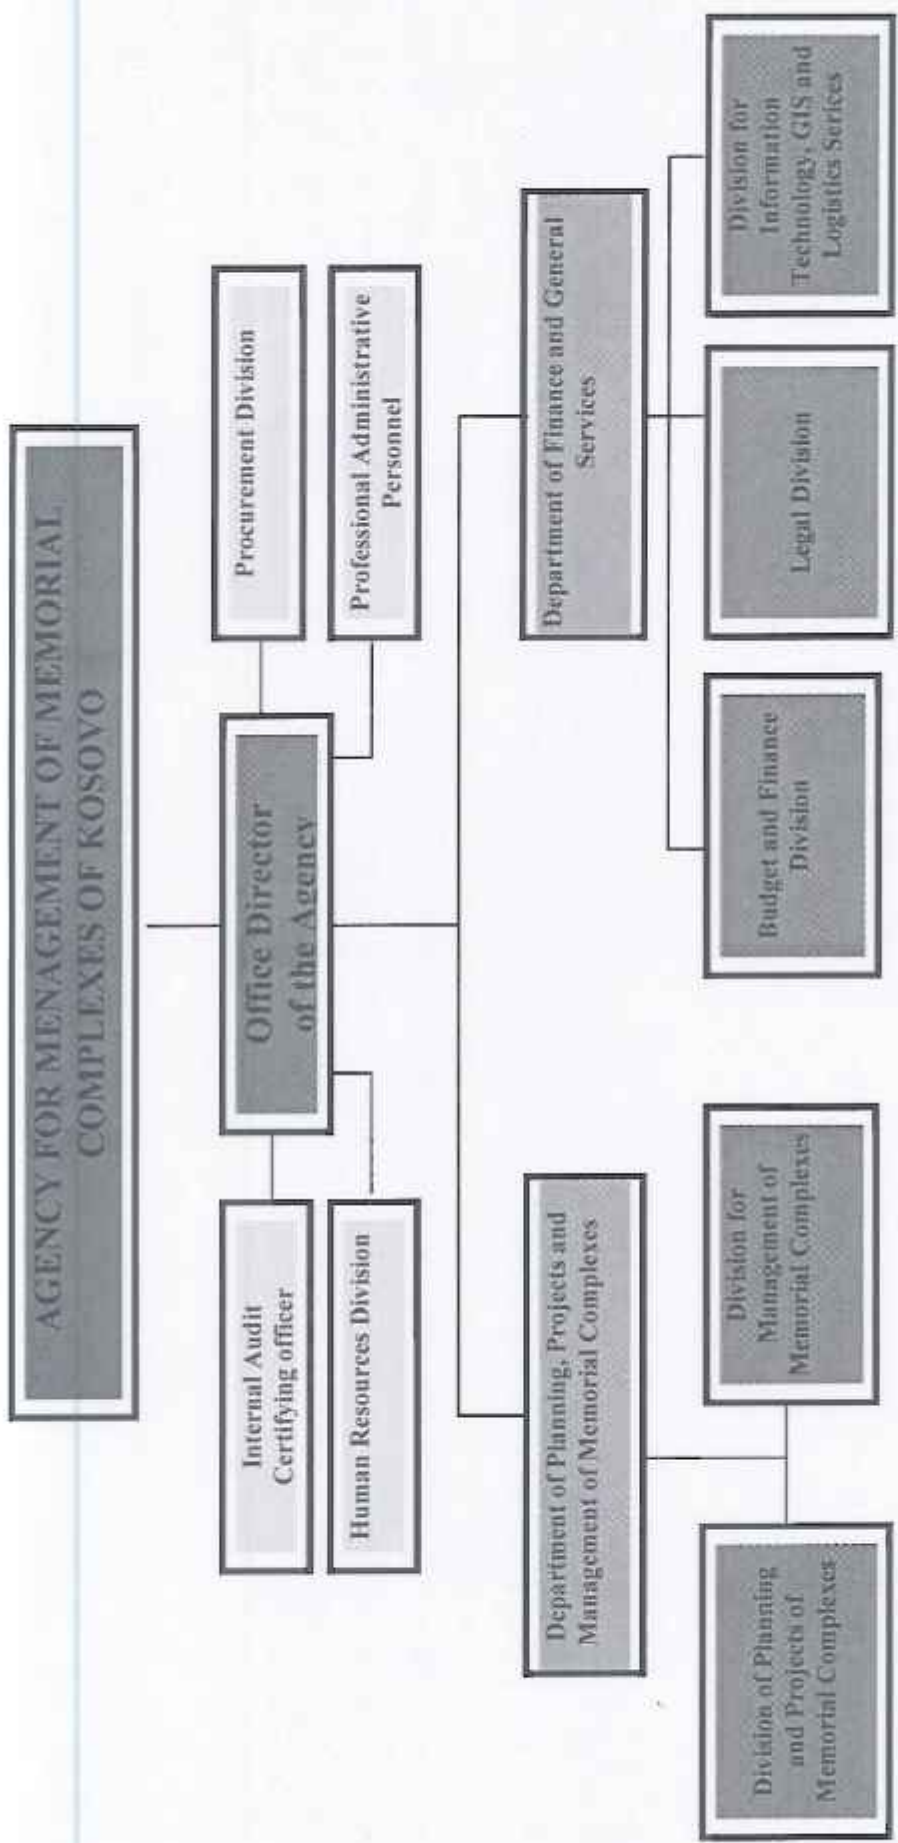 AGENCY FOR MENAGEMENT OF MEMORIAL
COMPLEXES OF KOSOVO
Internal Audit
Certifying officer
Human Resources Division
Office Director
of the Agency
Procurement Division
Professional Administrative
Personnel
Department of Planning, Projects and
Management of Memorial Complexes
Department of Finance and General
Services
Division of Planning
and Projects of
Memorial Complexes
Division for
Management of
Memorial Complexes
Budget and Finance
Division
Legal Division
Division for
Information
Technology, GIS and
Logistics Serices